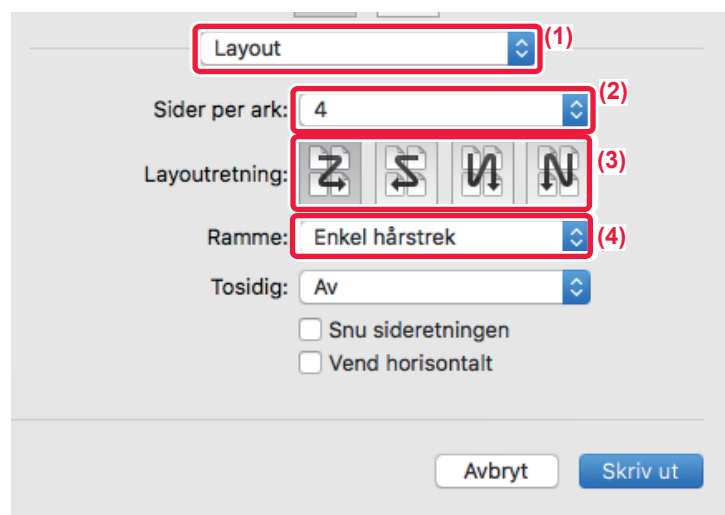 Layout (1)
Sider per ark: 4 (2)
Layoutretning: (3)
Ramme: Enkel hårstrek (4)
Tosidig: Av
Snu sideretningen
Vend horisontalt
Avbryt Skriv ut